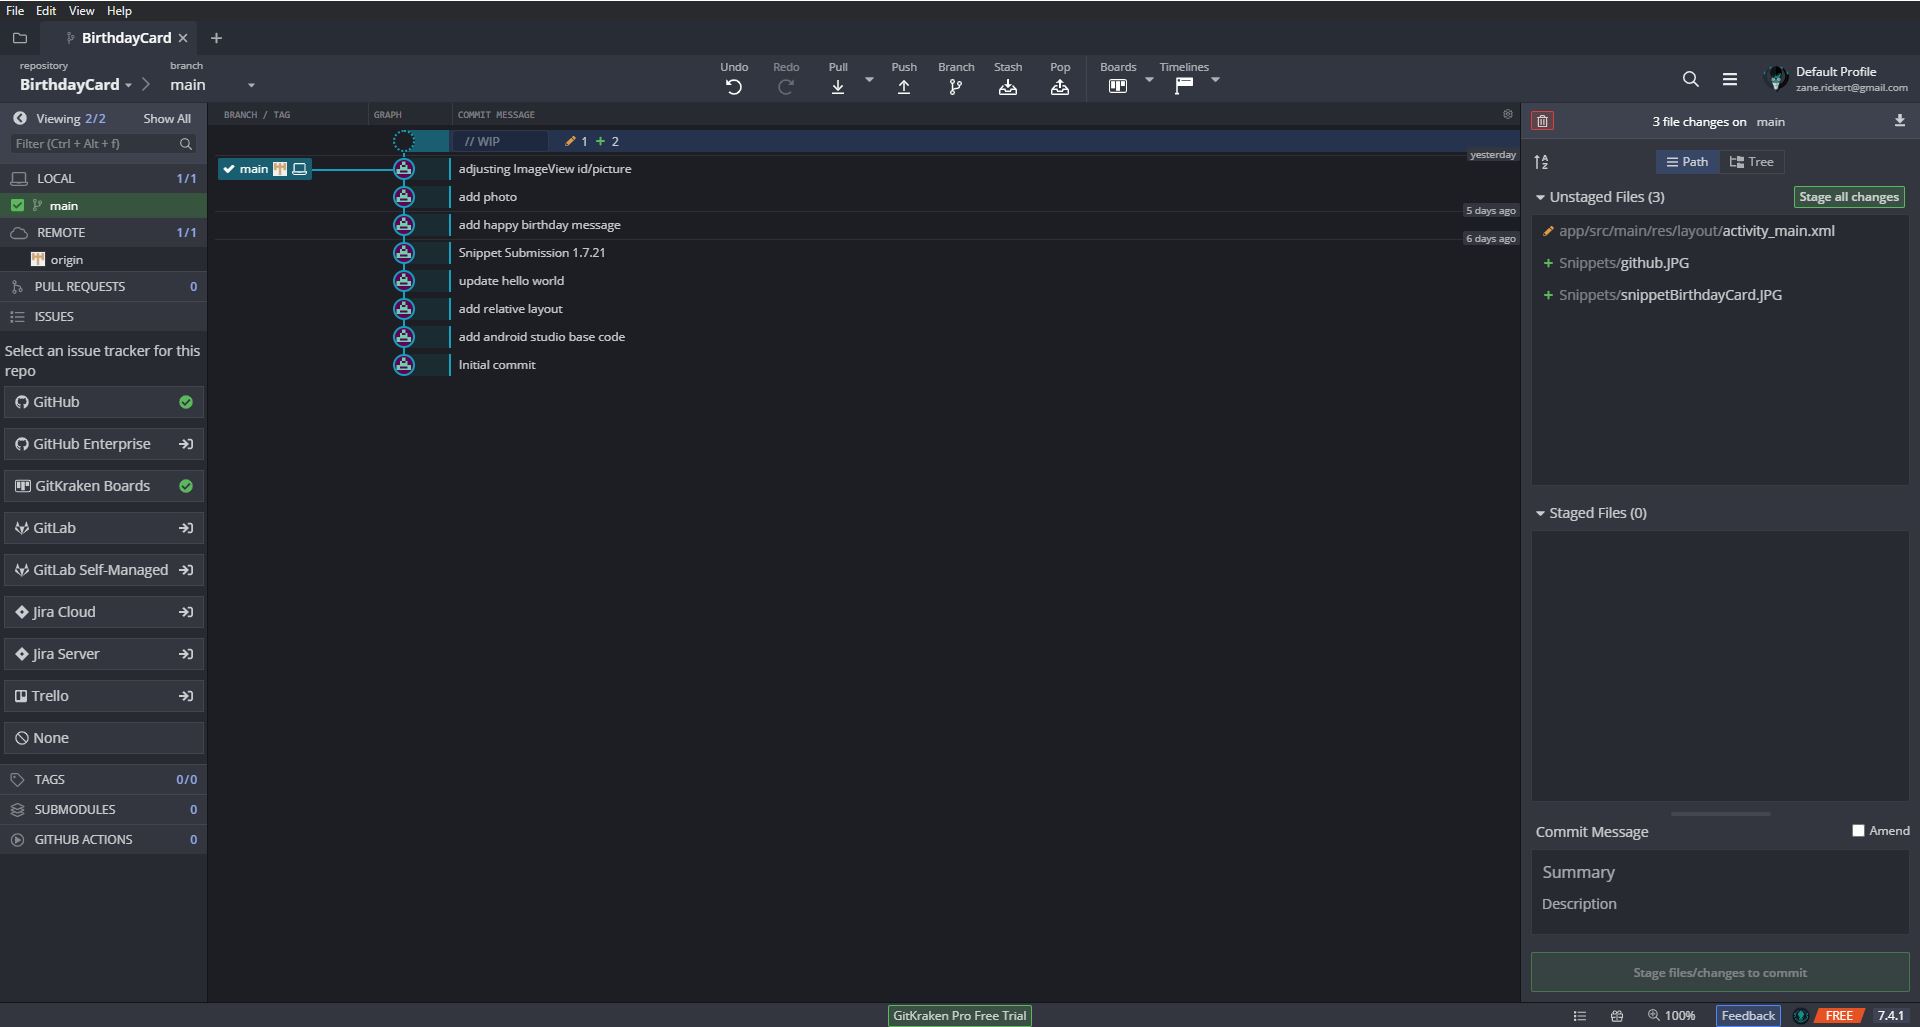 File Edit View Help
BirthdayCard
repository
BirthdayCard
branch
main
Undo Redo Pull Push Branch Stash Pop Boards Timelines
Default Profile
zane.rickert@gmail.com
Viewing 2/2 Show All
Filter (Ctrl + Alt + f)
LOCAL 1/1
main
REMOTE 1/1
origin
PULL REQUESTS 0
ISSUES
Select an issue tracker for this
repo
GitHub
GitHub Enterprise
GitKraken Boards
GitLab
GitLab Self-Managed
Jira Cloud
Jira Server
Trello
None
TAGS 0/0
SUBMODULES 0
GITHUB ACTIONS 0
BRANCH / TAG GRAPH COMMIT MESSAGE
// WIP 1 + 2
yesterday
main adjusting ImageView id/picture
add photo
5 days ago
add happy birthday message
6 days ago
Snippet Submission 1.7.21
update hello world
add relative layout
add android studio base code
Initial commit
3 file changes on main
A
Z
Path Tree
Unstaged Files (3) Stage all changes
app/src/main/res/layout/activity_main.xml
+ Snippets/github.JPG
+ Snippets/snippetBirthdayCard.JPG
Staged Files (0)
Commit Message Amend
Summary
Description
Stage files/changes to commit
GitKraken Pro Free Trial
100% Feedback FREE 7.4.1